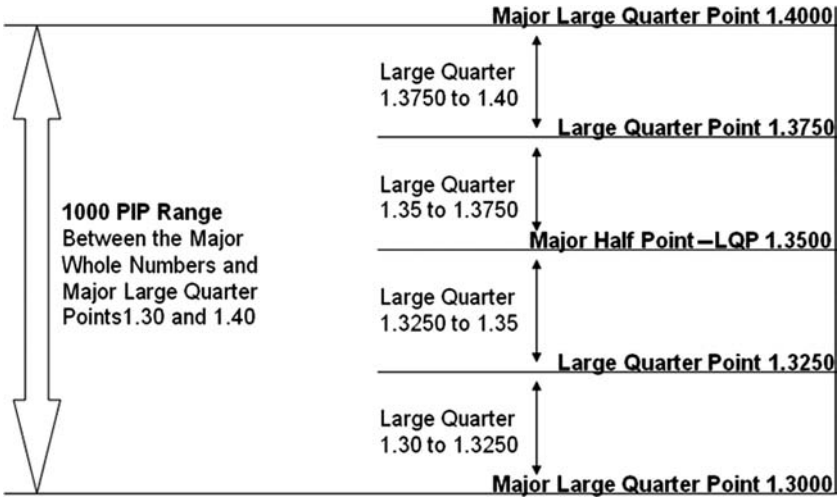 Major Large Quarter Point 1.4000
Large Quarter
1.3750 to 1.40
Large Quarter Point 1.3750
Large Quarter
1.35 to 1.3750
1000 PIP Range
Between the Major
Whole Numbers and
Major Large Quarter
Points1.30 and 1.40
Major Half Point–LQP 1.3500
Large Quarter
1.3250 to 1.35
Large Quarter Point 1.3250
Large Quarter
1.30 to 1.3250
Major Large Quarter Point 1.3000